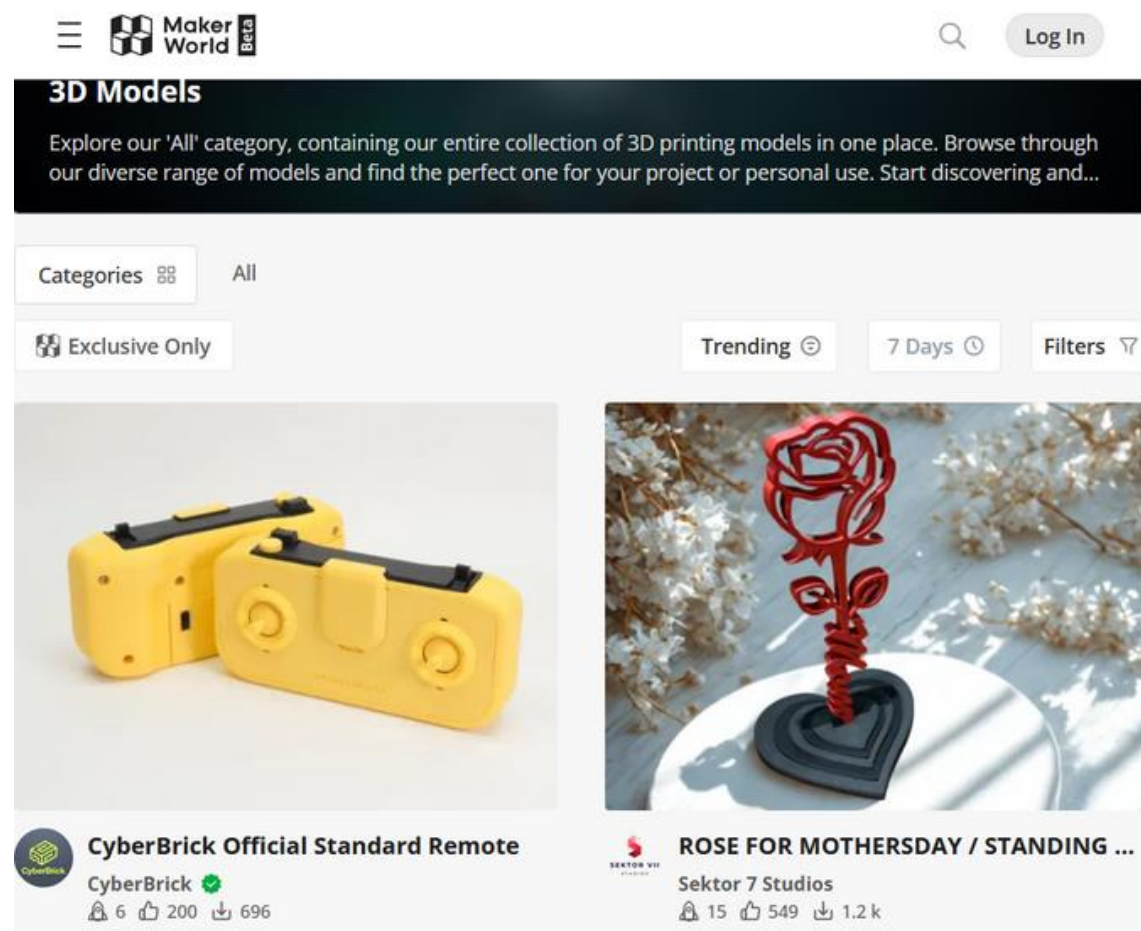 Maker
World Beta
Log In
3D Models
Explore our 'All' category, containing our entire collection of 3D printing models in one place. Browse through
our diverse range of models and find the perfect one for your project or personal use. Start discovering and...
Categories All
Exclusive Only Trending 7 Days Filters
CyberBrick Official Standard Remote
CyberBrick
CyberBrick
6 200 696
SEKTOR VII
ROSE FOR MOTHERSDAY / STANDING ...
Sektor 7 Studios
15 549 1.2 k